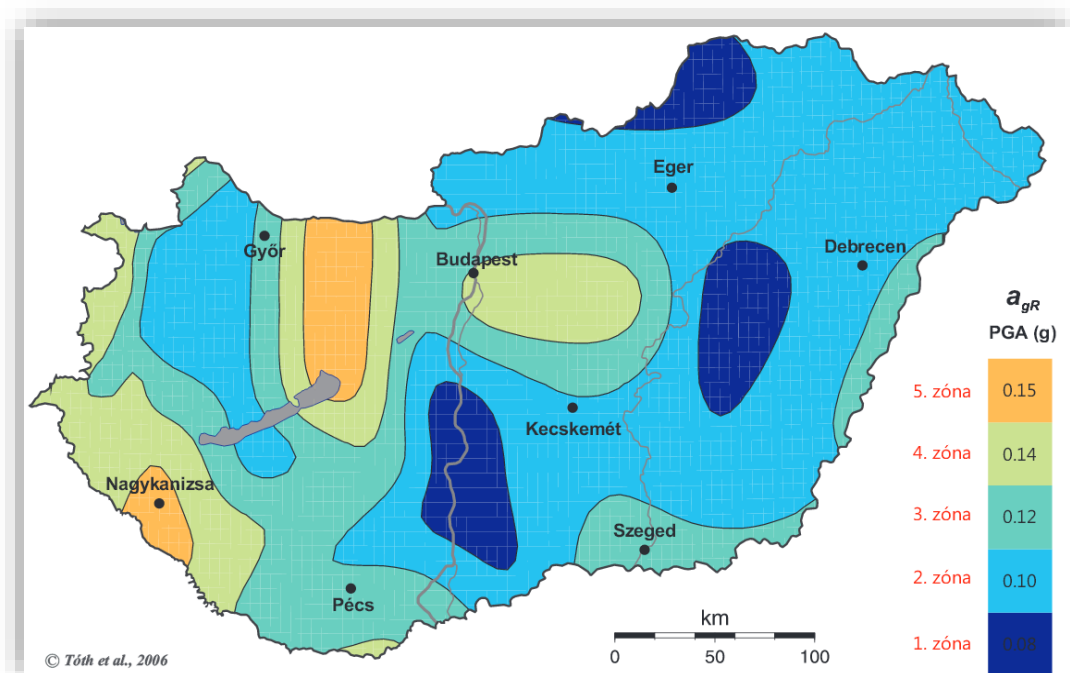 Eger
Győr
Debrecen
Budapest
a_gR
PGA (g)
5. zóna
0.15
Kecskemét
4. zóna
0.14
Nagykanizsa
3. zóna
0.12
Szeged
2. zóna
0.10
Pécs
km
1. zóna
0.08
0 50 100
© Tóth et al., 2006